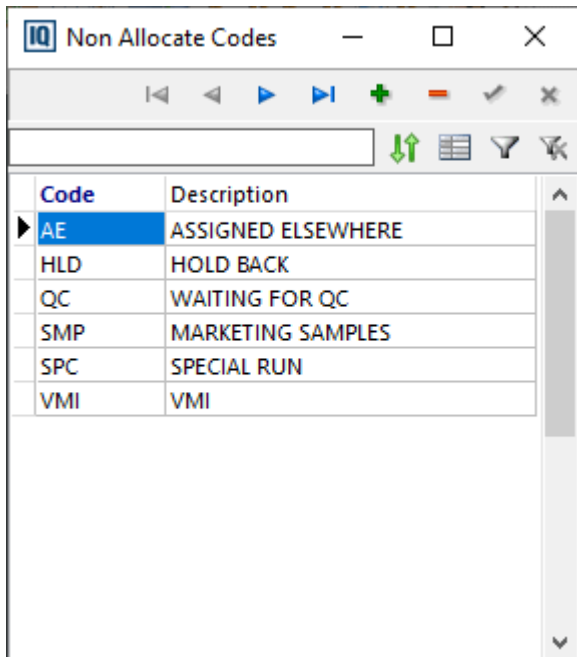 IQ Non Allocate Codes
Code Description
AE ASSIGNED ELSEWHERE
HLD HOLD BACK
QC WAITING FOR QC
SMP MARKETING SAMPLES
SPC SPECIAL RUN
VMI VMI